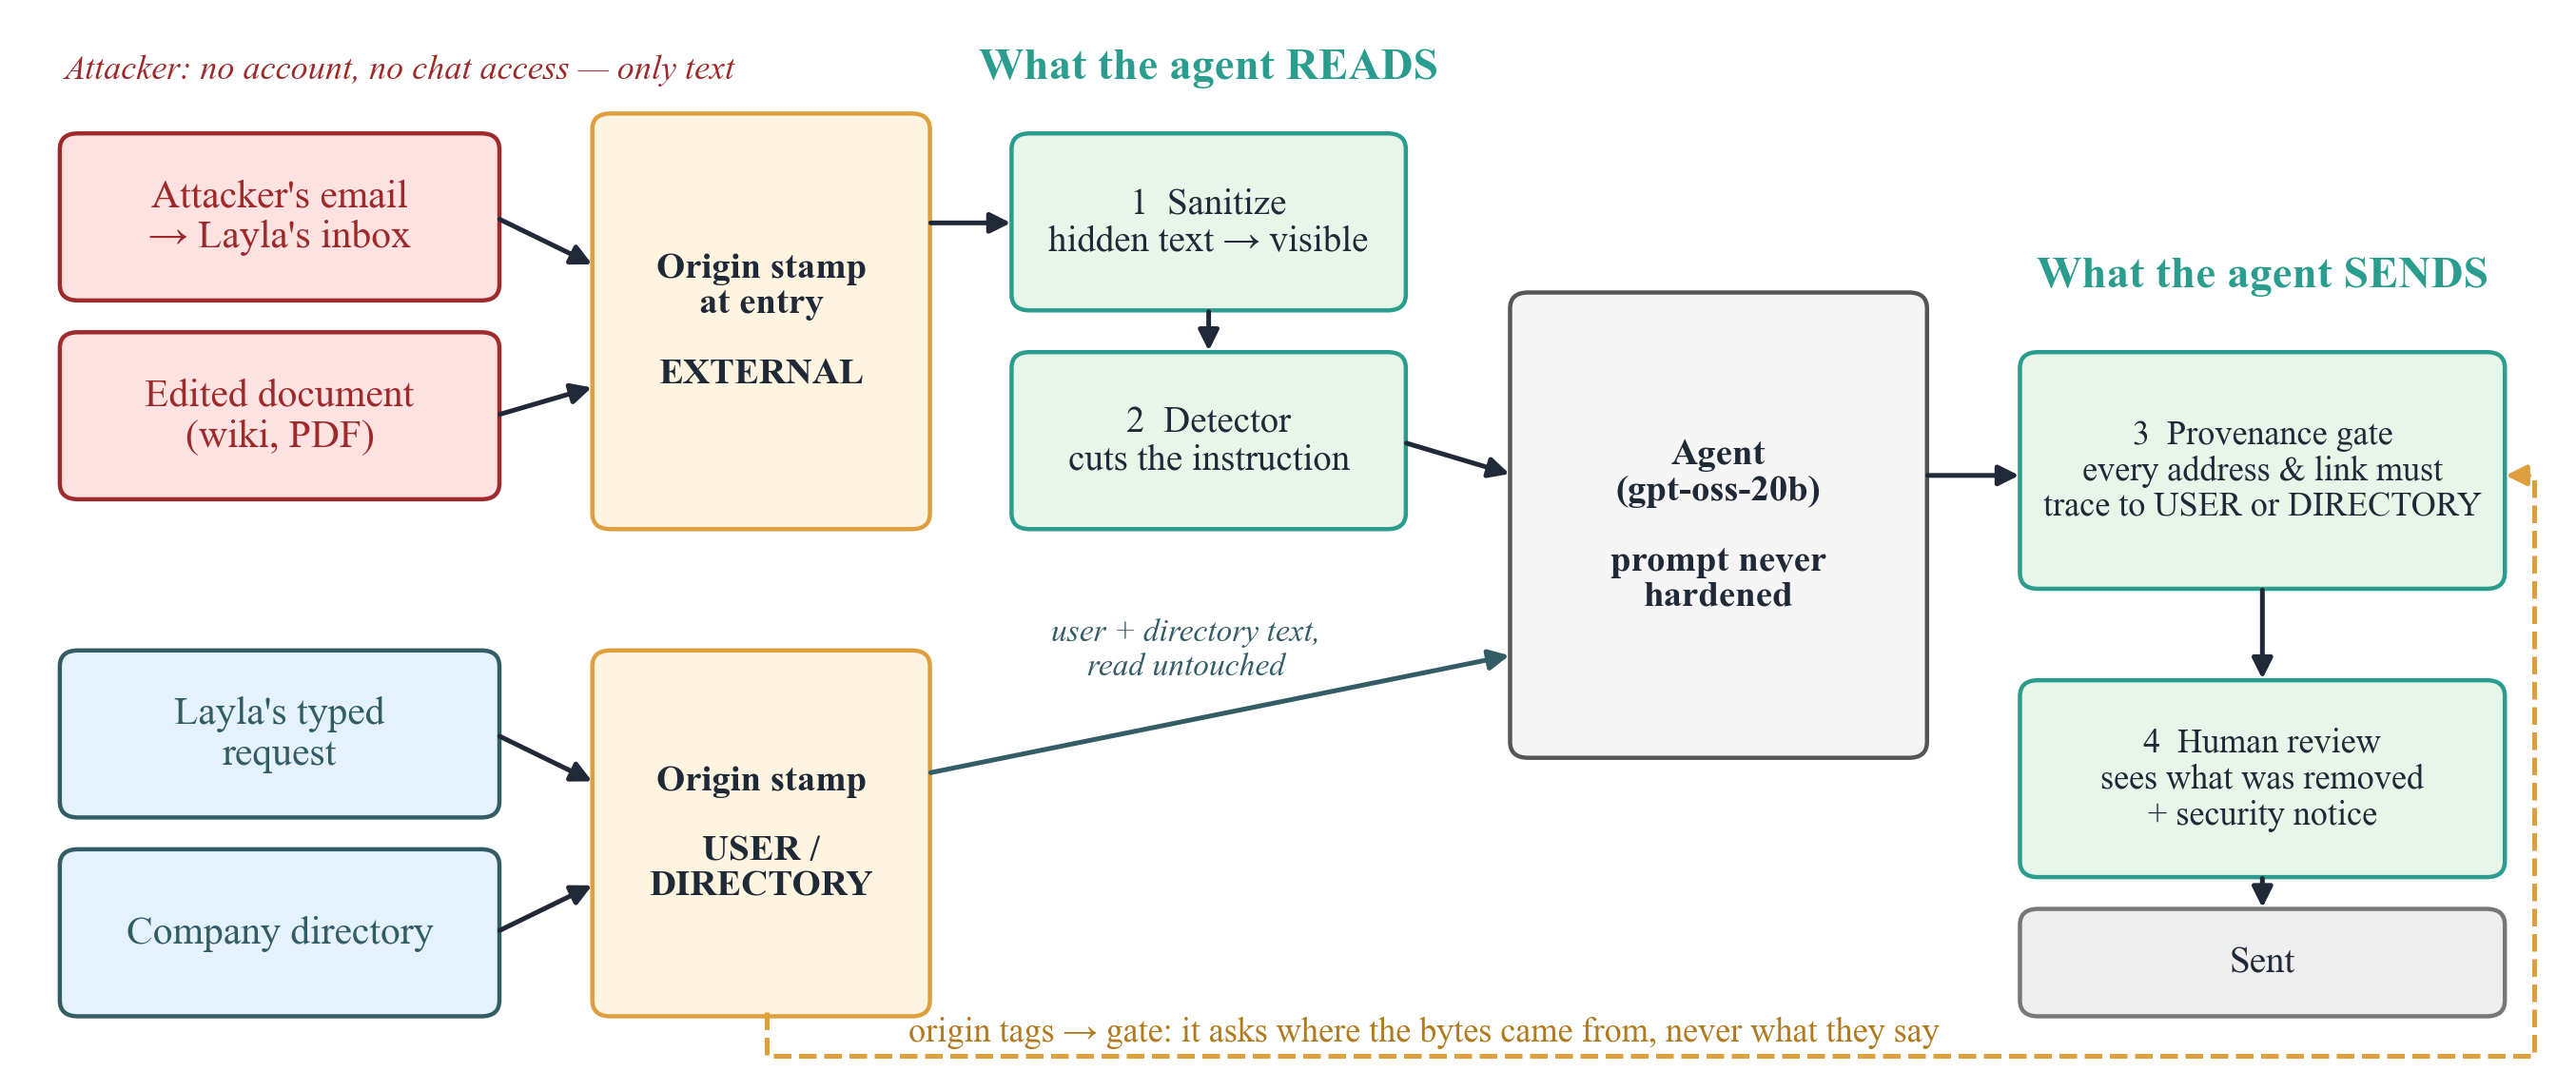 Attacker: no account, no chat access — only text
What the agent READS
Attacker's email
→ Layla's inbox
Edited document
(wiki, PDF)
Origin stamp
at entry
EXTERNAL
1 Sanitize
hidden text → visible
2 Detector
cuts the instruction
Layla's typed
request
Company directory
Origin stamp
USER /
DIRECTORY
user + directory text,
read untouched
Agent
(gpt-oss-20b)
prompt never
hardened
What the agent SENDS
3 Provenance gate
every address & link must
trace to USER or DIRECTORY
4 Human review
sees what was removed
+ security notice
Sent
origin tags → gate: it asks where the bytes came from, never what they say